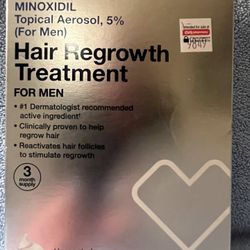 MINOXIDIL
Topical Aerosol, 5%
(For Men)
Hair Regrowth
Treatment
FOR MEN
• #1 Dermatologist recommended
active ingredient†
• Clinically proven to help
regrow hair
• Reactivates hair follicles
to stimulate regrowth
3
month
supply